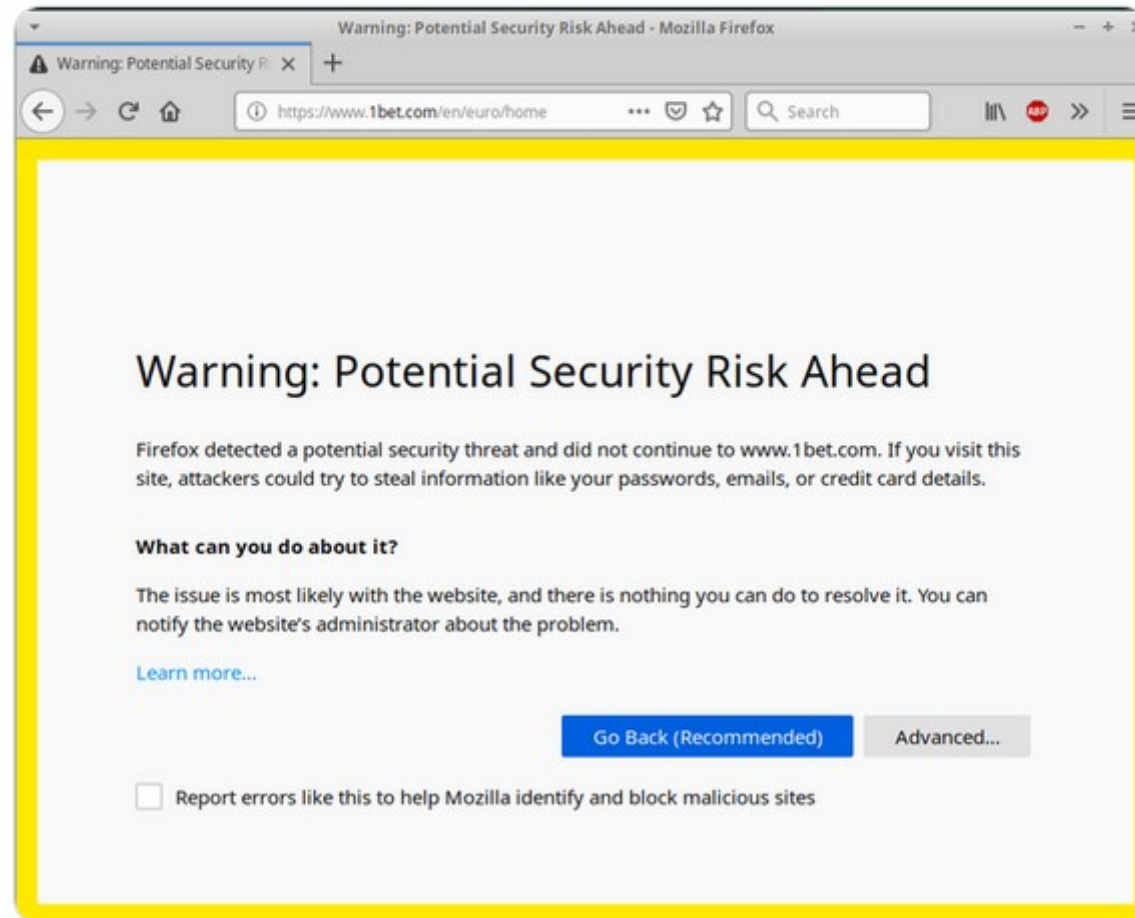 Warning: Potential Security Risk Ahead - Mozilla Firefox
Warning: Potential Security R
https://www.1bet.com/en/euro/home
Search
ABP
Warning: Potential Security Risk Ahead
Firefox detected a potential security threat and did not continue to www.1bet.com. If you visit this
site, attackers could try to steal information like your passwords, emails, or credit card details.
What can you do about it?
The issue is most likely with the website, and there is nothing you can do to resolve it. You can
notify the website's administrator about the problem.
Learn more...
Go Back (Recommended)
Advanced...
Report errors like this to help Mozilla identify and block malicious sites